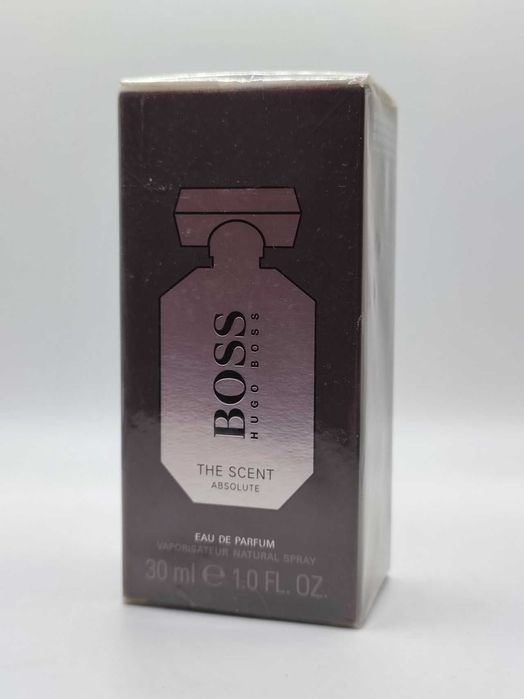 BOSS
HUGO BOSS
THE SCENT
ABSOLUTE
EAU DE PARFUM
VAPORISATEUR NATURAL SPRAY
30 ml ℮ 1.0 FL. OZ.